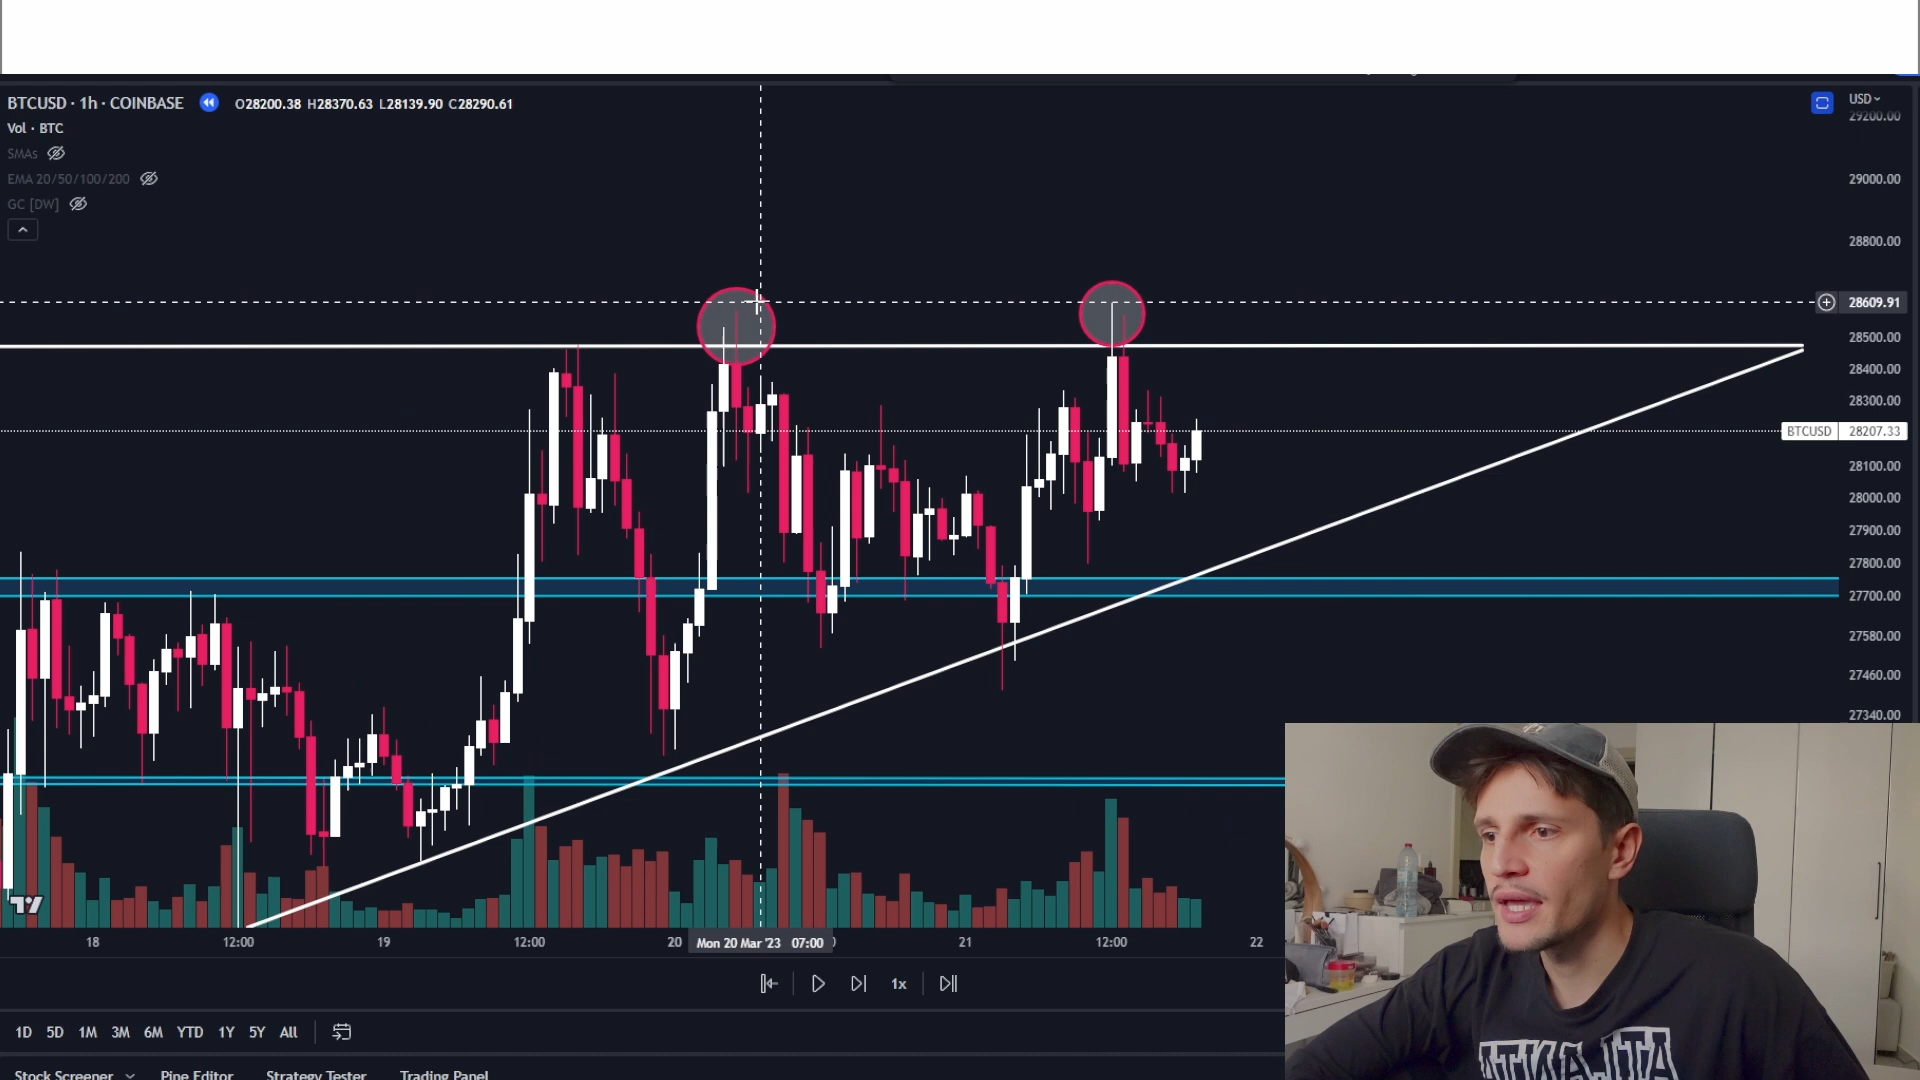 BTCUSD · 1h · COINBASE O28200.38 H28370.63 L28139.90 C28290.61
Vol · BTC
SMAs
EMA 20/50/100/200
GC [DW]
USD
29200.00
29000.00
28800.00
28609.91
28500.00
28400.00
28300.00
BTCUSD 28207.33
28100.00
28000.00
27900.00
27800.00
27700.00
27580.00
27460.00
27340.00
18 12:00 19 12:00 20 Mon 20 Mar '23 07:00 21 12:00 22
1x
1D 5D 1M 3M 6M YTD 1Y 5Y All
Stock Screener Pine Editor Strategy Tester Trading Panel